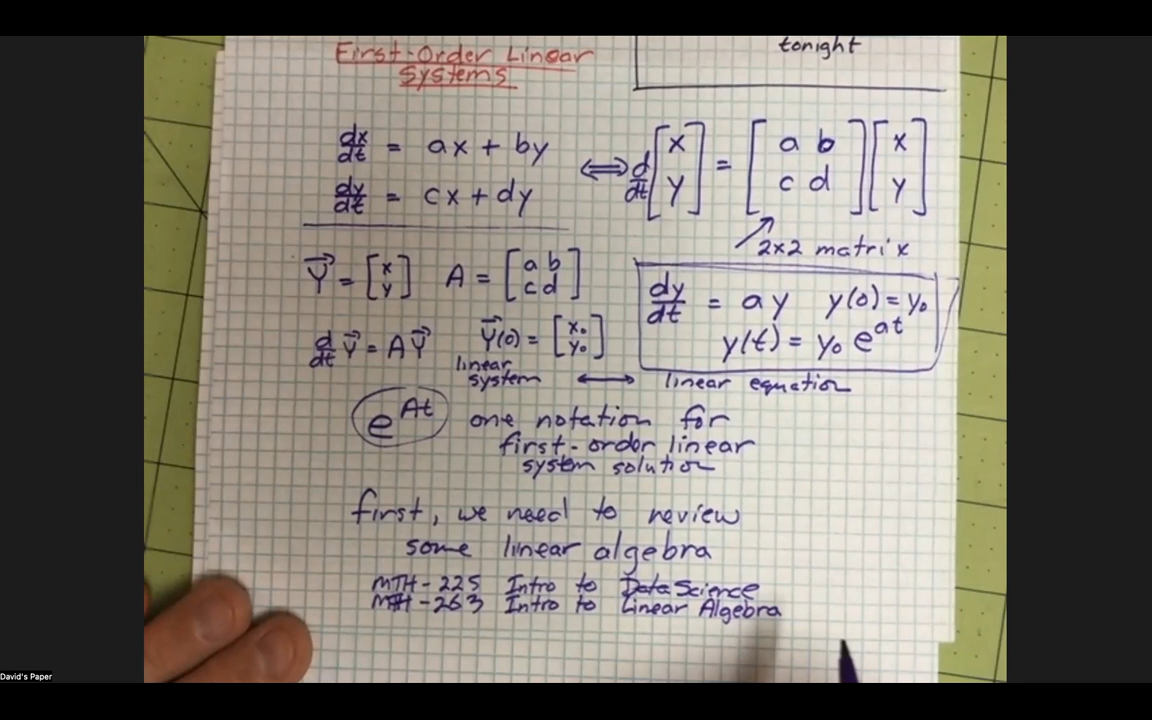 First-Order Linear
Systems
tonight
dx/dt = ax + by ⟺ d/dt [x y] = [a b c d] [x y]
dy/dt = cx + dy
2x2 matrix
Y⃗ = [x y] A = [a b c d]
d/dt Y⃗ = AY⃗ Y⃗(0) = [x₀ y₀]
dy/dt = ay y(0) = y₀
y(t) = y₀ e^{at}
linear
system ⟷ linear equation
e^{At} one notation for
first-order linear
system solution
first, we need to review
some linear algebra
MTH-225 Intro to Data Science
MTH-263 Intro to Linear Algebra
David's Paper